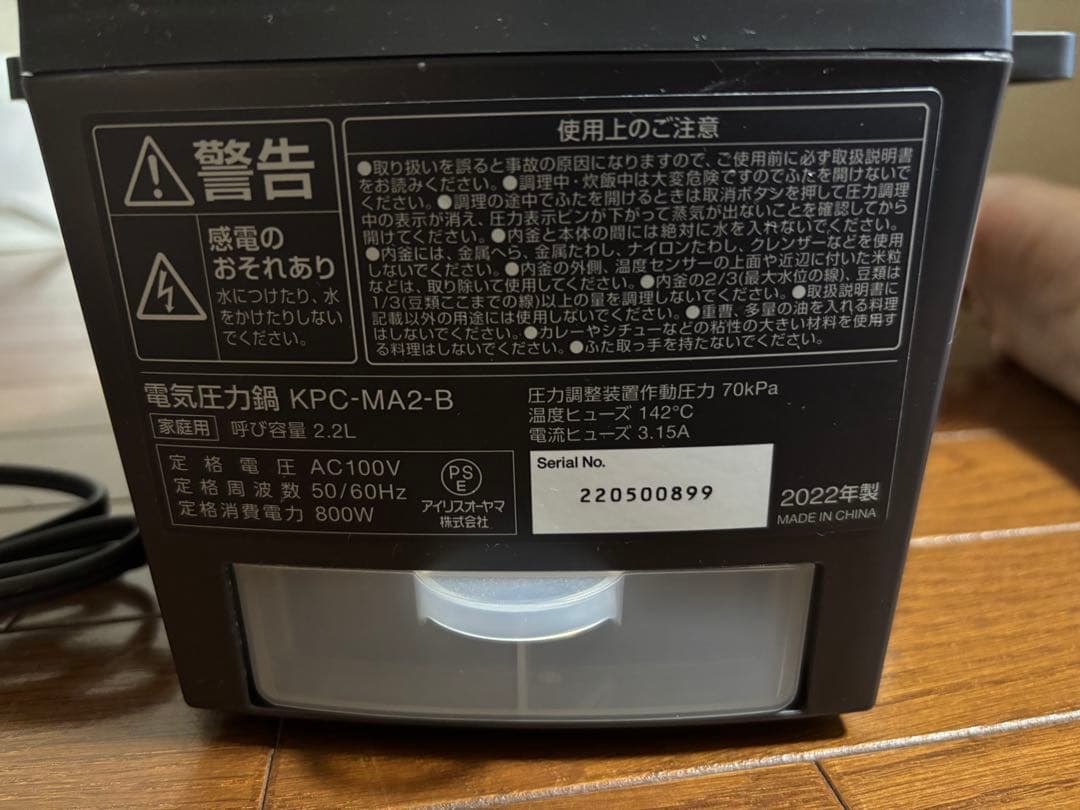 警告
感電の
おそれあり
水につけたり、水
をかけたりしない
でください。
使用上のご注意
●取り扱いを誤ると事故の原因になりますので、ご使用前に必ず取扱説明書
をお読みください。●調理中・炊飯中は大変危険ですのでふたを開けないで
ください。●調理の途中でふたを開けるときは取消ボタンを押して圧力調理
中の表示が消え、圧力表示ピンが下がって蒸気が出ないことを確認してから
開けてください。●内釜と本体の間には絶対に水を入れないでください。
●内釜には、金属へら、金属たわし、ナイロンたわし、クレンザーなどを使用
しないでください。●内釜の外側、温度センサーの上面や近辺に付いた米粒
などは、取り除いて使用してください。●内釜の2/3(最大水位の線)、豆類は
1/3(豆類ここまでの線)以上の量を調理しないでください。●取扱説明書に
記載以外の用途には使用しないでください。●重曹、多量の油を入れる料理
はしないでください。●カレーやシチューなどの粘性の大きい材料を使用す
る料理はしないでください。●ふた取っ手を持たないでください。
電気圧力鍋 KPC-MA2-B
家庭用 呼び容量 2.2L
定格電圧 AC100V
定格周波数 50/60Hz
定格消費電力 800W
PS
E
アイリスオーヤマ
株式会社
圧力調整装置作動圧力 70kPa
温度ヒューズ 142℃
電流ヒューズ 3.15A
Serial No.
220500899
2022年製
MADE IN CHINA